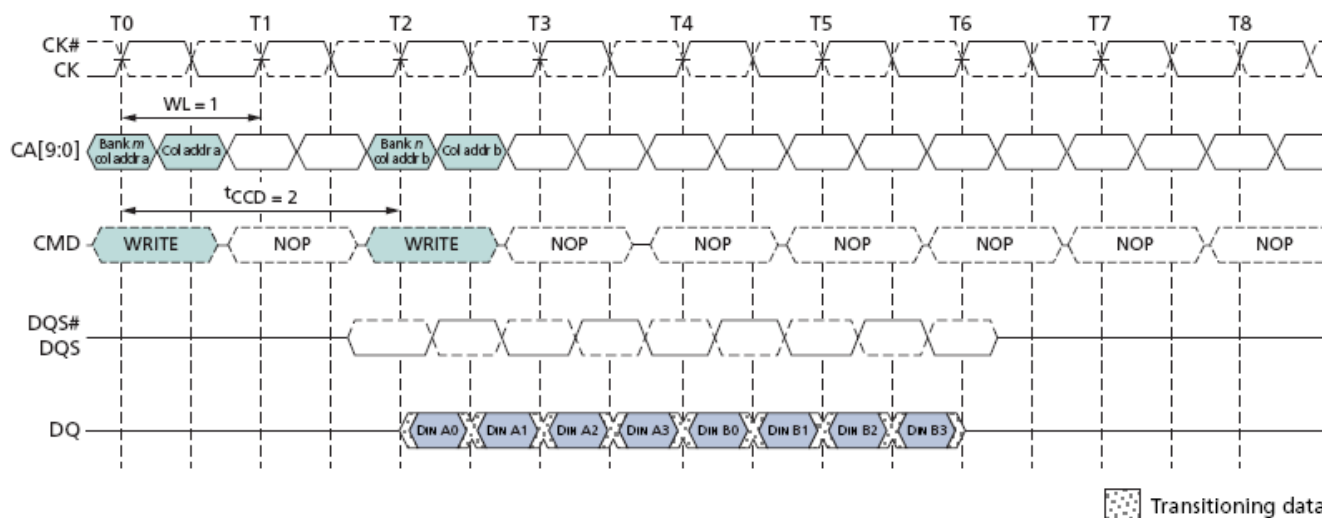 T0 T1 T2 T3 T4 T5 T6 T7 T8
CK#
CK
WL = 1
CA[9:0] Bank m col addr a Col addr a Bank n col addr b Col addr b
tCCD = 2
CMD WRITE NOP WRITE NOP NOP NOP NOP NOP NOP
DQS#
DQS
DQ DIN A0 DIN A1 DIN A2 DIN A3 DIN B0 DIN B1 DIN B2 DIN B3
Transitioning data